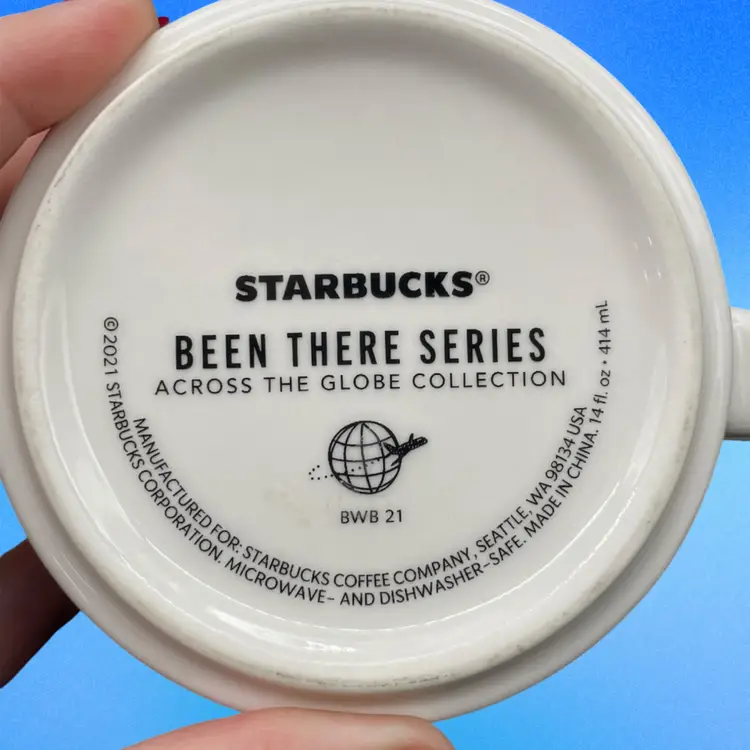 STARBUCKS®
BEEN THERE SERIES
ACROSS THE GLOBE COLLECTION
BWB 21
MANUFACTURED FOR: STARBUCKS COFFEE COMPANY, SEATTLE, WA 98134 USA
©2021 STARBUCKS CORPORATION. MICROWAVE- AND DISHWASHER-SAFE. MADE IN CHINA. 14 fl. oz • 414 mL